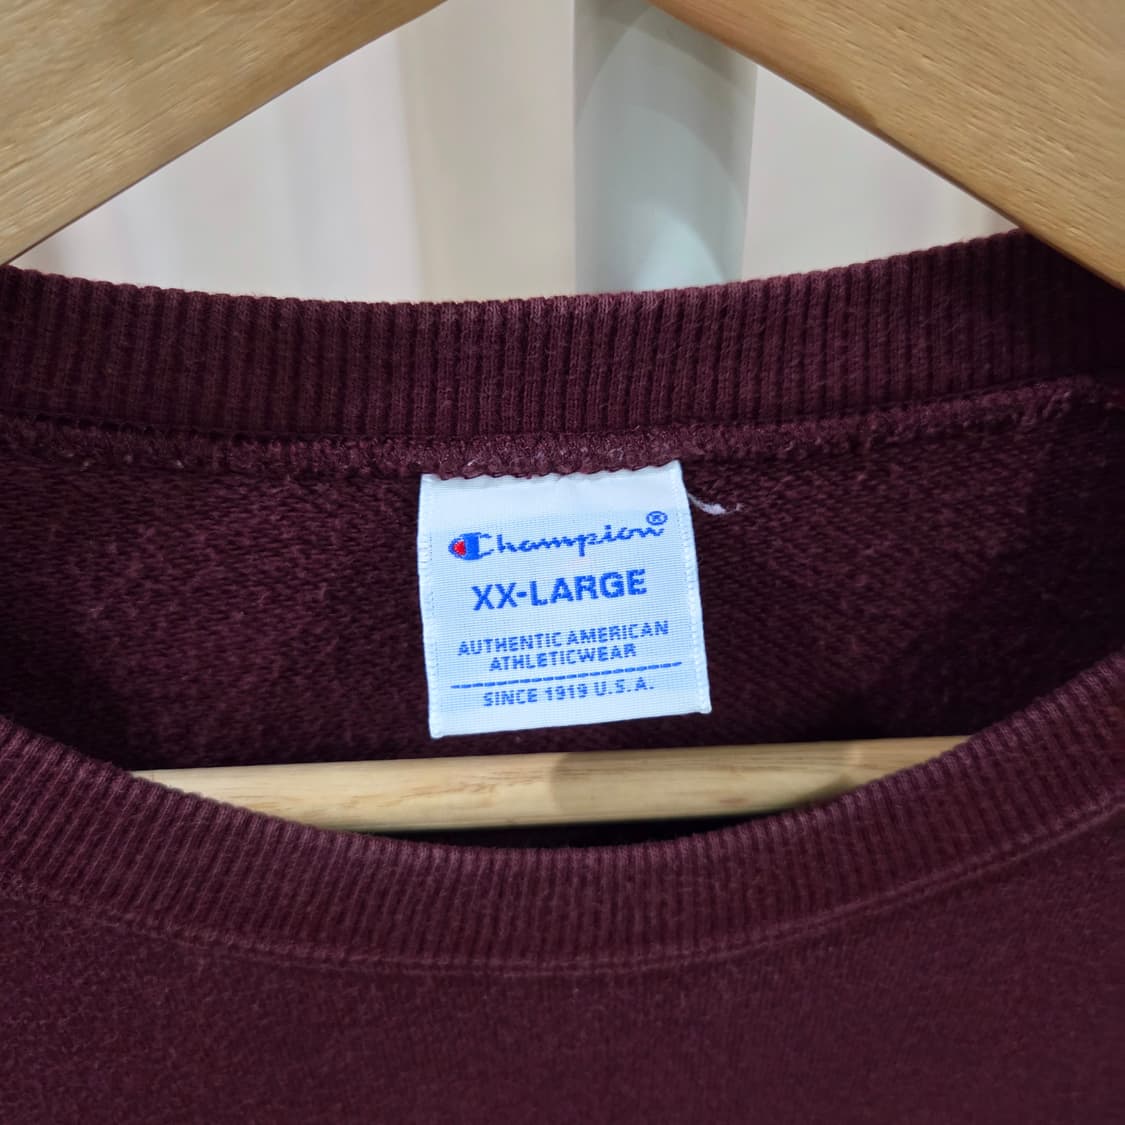 Champion®
XX-LARGE
AUTHENTIC AMERICAN
ATHLETICWEAR
SINCE 1919 U.S.A.